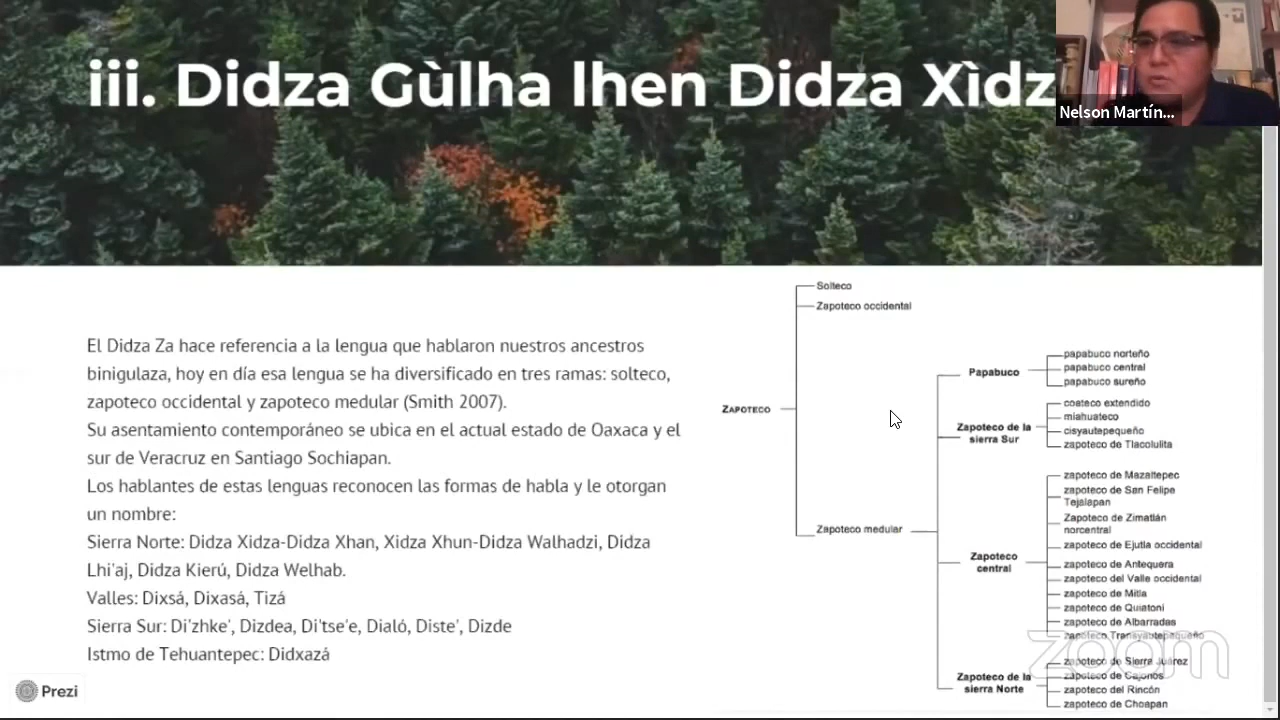 iii. Didza Gùlha lhen Didza Xìdz
Nelson Martín...
El Didza Za hace referencia a la lengua que hablaron nuestros ancestros
binigulaza, hoy en día esa lengua se ha diversificado en tres ramas: solteco,
zapoteco occidental y zapoteco medular (Smith 2007).
Su asentamiento contemporáneo se ubica en el actual estado de Oaxaca y el
sur de Veracruz en Santiago Sochiapan.
Los hablantes de estas lenguas reconocen las formas de habla y le otorgan
un nombre:
Sierra Norte: Didza Xidza-Didza Xhan, Xidza Xhun-Didza Walhadzi, Didza
Lhi'aj, Didza Kierú, Didza Welhab.
Valles: Dixsá, Dixasá, Tizá
Sierra Sur: Di'zhke', Dizdea, Di'tse'e, Dialó, Diste', Dizde
Istmo de Tehuantepec: Didxazá
ZAPOTECO
Solteco
Zapoteco occidental
Zapoteco medular
Papabuco
papabuco norteño
papabuco central
papabuco sureño
Zapoteco de la
sierra Sur
coateco extendido
miahuateco
cisyautepequeño
zapoteco de Tlacolulita
Zapoteco
central
zapoteco de Mazaltepec
zapoteco de San Felipe
Tejalapan
Zapoteco de Zimatlán
norcentral
zapoteco de Ejutla occidental
zapoteco de Antequera
zapoteco del Valle occidental
zapoteco de Mitla
zapoteco de Quiatoni
zapoteco de Albarradas
zapoteco Transyautepequeño
Zapoteco de la
sierra Norte
zapoteco de Sierra Juárez
zapoteco de Cajonos
zapoteco del Rincón
zapoteco de Choapan
zoom
Prezi